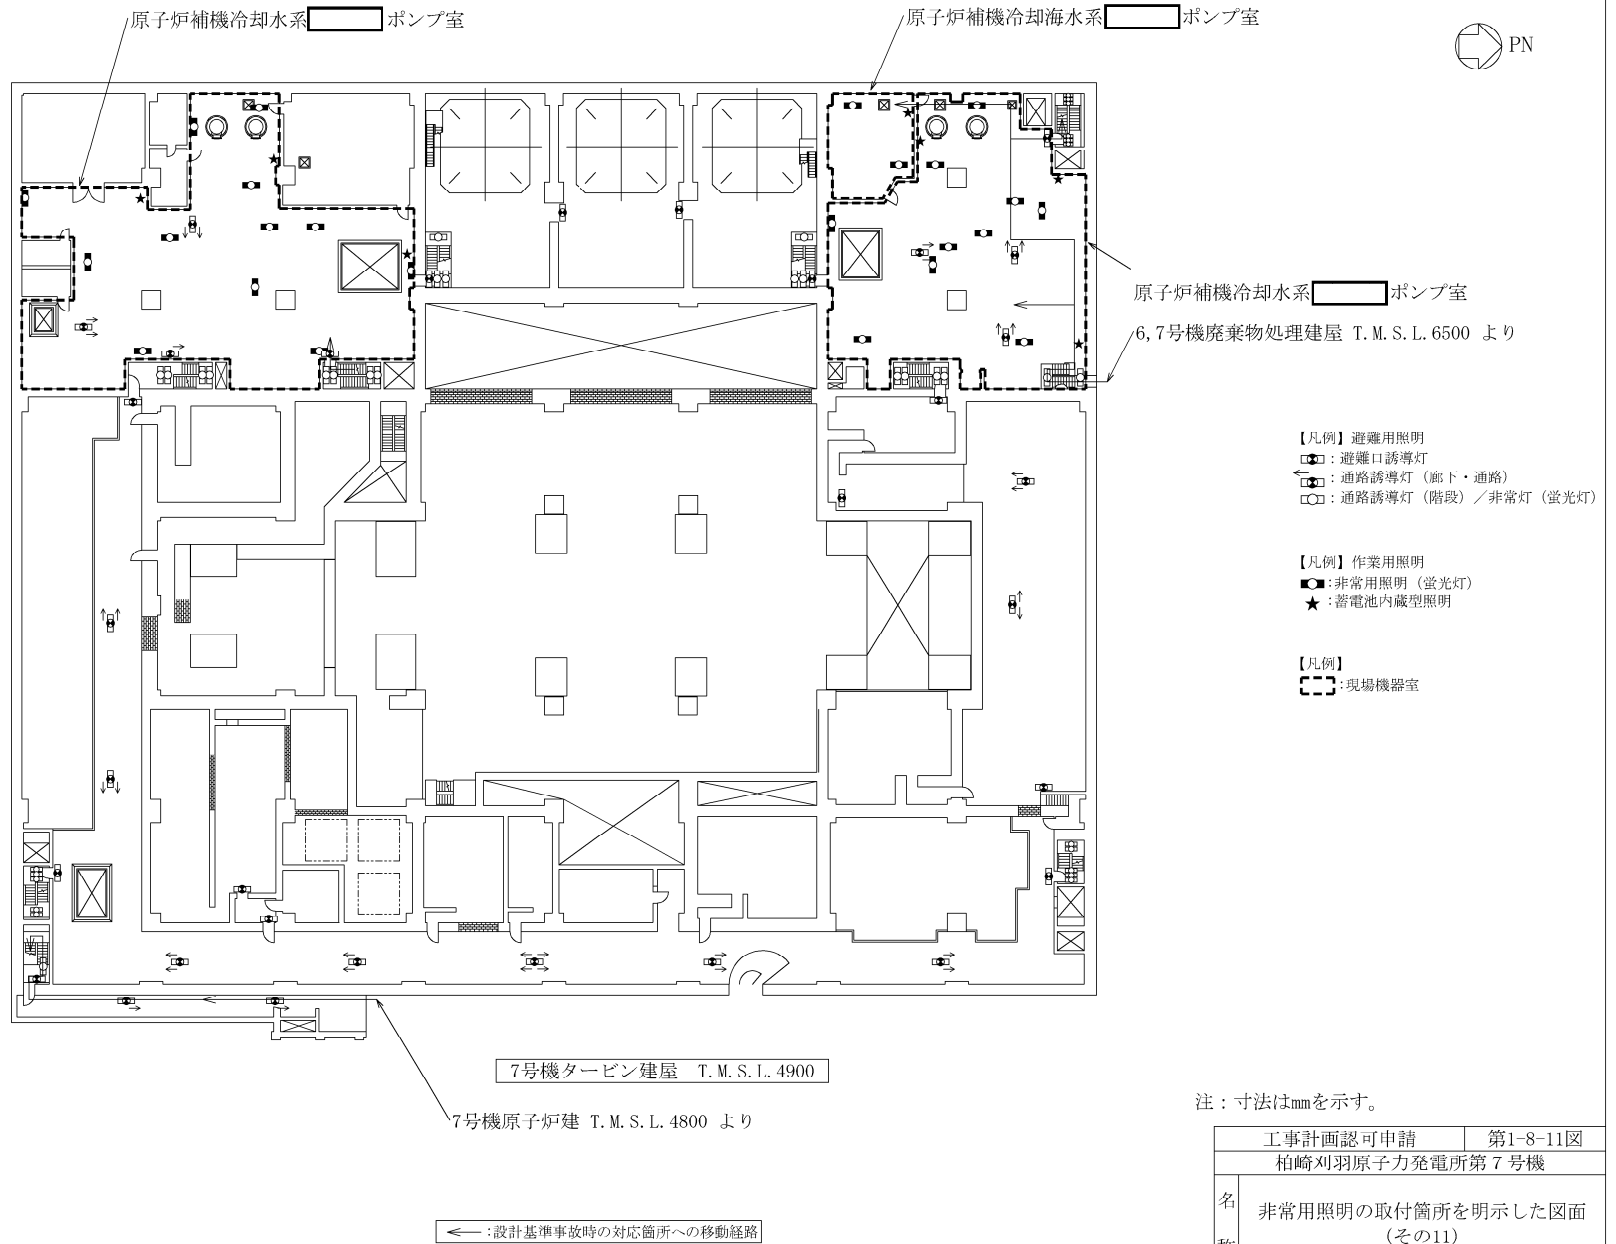 原子炉補機冷却水系 ポンプ室
原子炉補機冷却海水系 ポンプ室
PN
原子炉補機冷却水系 ポンプ室
6,7号機廃棄物処理建屋 T.M.S.L.6500 より
【凡例】避難用照明
：避難口誘導灯
：通路誘導灯（廊下・通路）
：通路誘導灯（階段）／非常灯（蛍光灯）
【凡例】作業用照明
：非常用照明（蛍光灯）
：蓄電池内蔵型照明
【凡例】
：現場機器室
7号機タービン建屋 T.M.S.L.4900
7号機原子炉建 T.M.S.L.4800 より
注：寸法はmmを示す。
工事計画認可申請 第1-8-11図
柏崎刈羽原子力発電所第７号機
名
非常用照明の取付箇所を明示した図面
(その11)
：設計基準事故時の対応箇所への移動経路